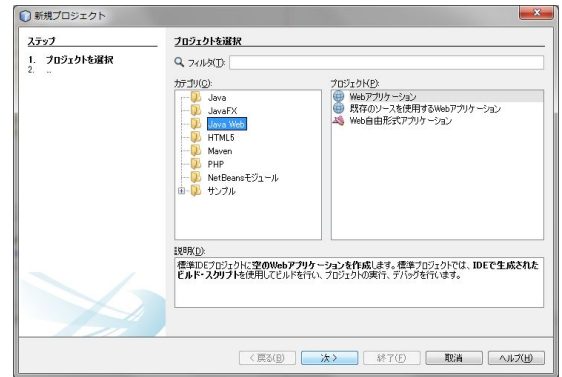 新規プロジェクト
ステップ
1. プロジェクトを選択
2. ...
プロジェクトを選択
フィルタ(I):
カテゴリ(C):
Java
JavaFX
Java Web
HTML5
Maven
PHP
NetBeansモジュール
サンプル
プロジェクト(P):
Webアプリケーション
既存のソースを使用するWebアプリケーション
Web自由形式アプリケーション
説明(D):
標準IDEプロジェクトに空のWebアプリケーションを作成します。標準プロジェクトでは、IDEで生成された
ビルド・スクリプトを使用してビルドを行い、プロジェクトの実行、デバッグを行います。
< 戻る(B)
次 >
終了(F)
取消
ヘルプ(H)